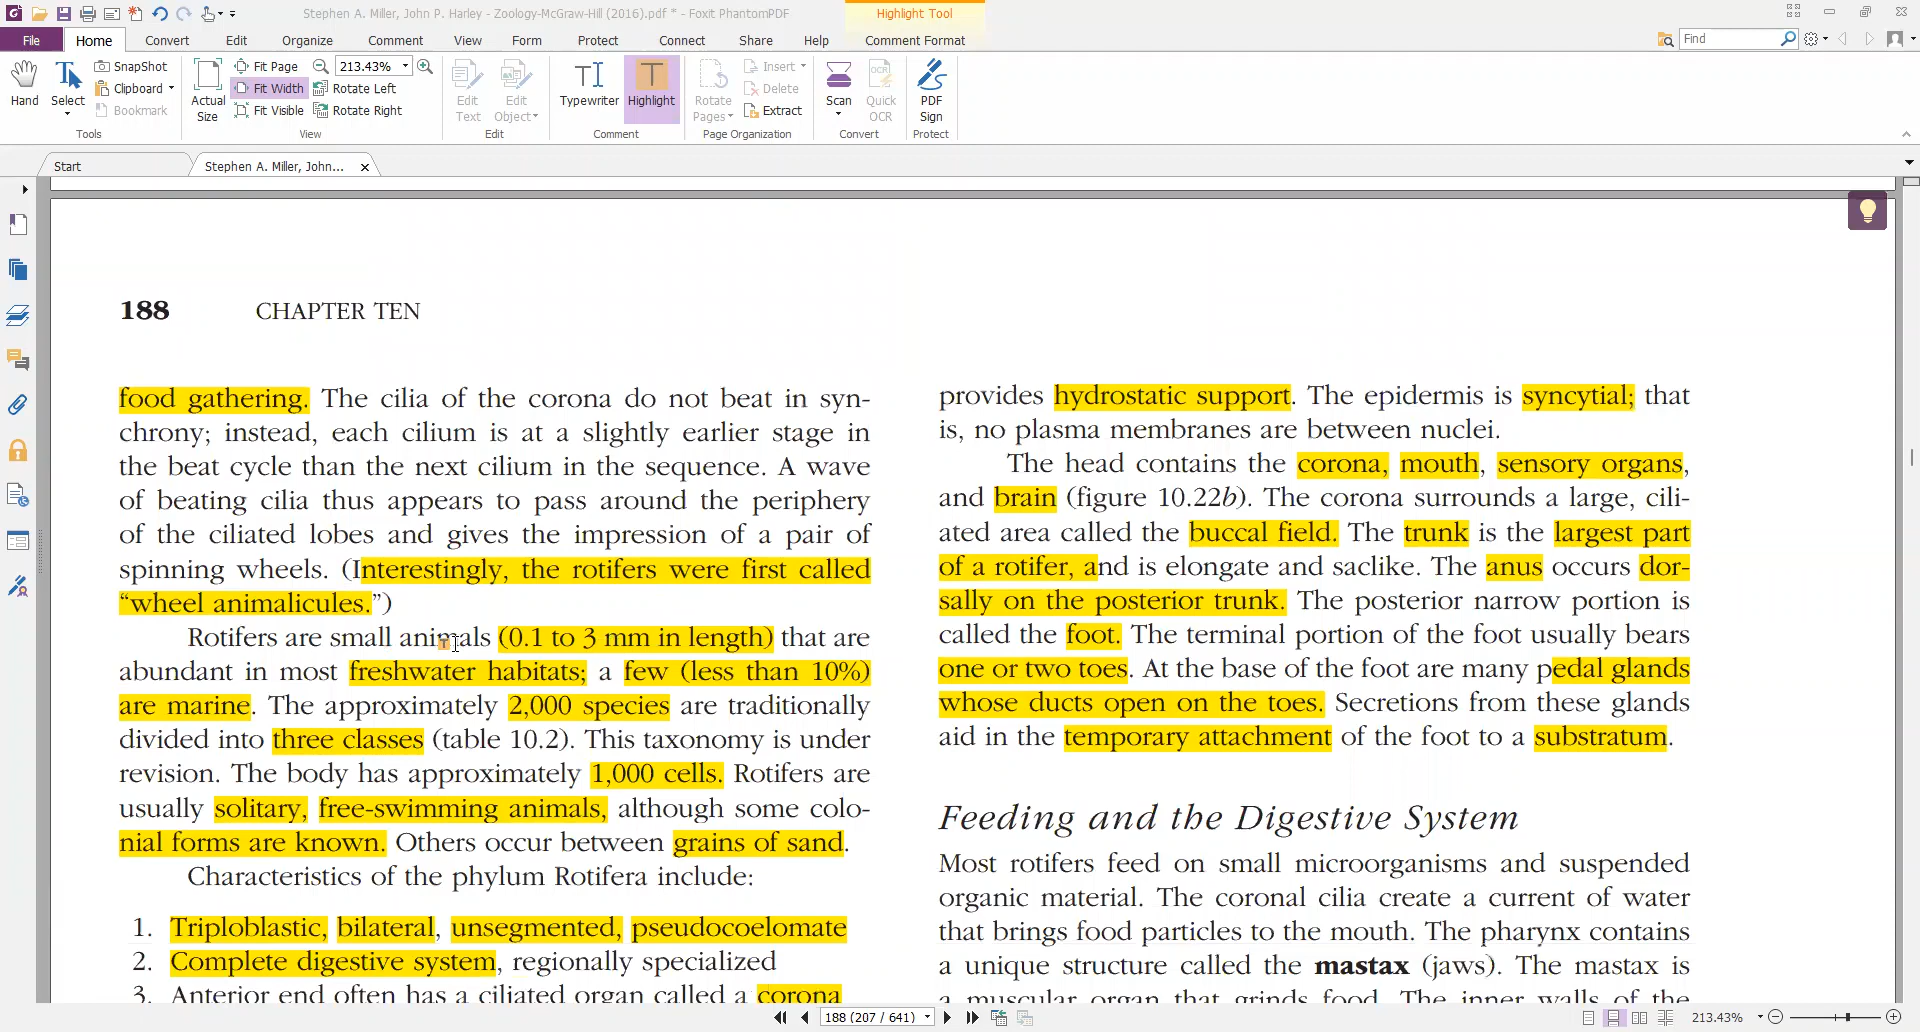 Stephen A. Miller, John P. Harley - Zoology-McGraw-Hill (2016).pdf * - Foxit PhantomPDF
Highlight Tool
File Home Convert Edit Organize Comment View Form Protect Connect Share Help Comment Format
Find
Hand
Select
SnapShot
Clipboard
Bookmark
Tools
Actual Size
Fit Page
Fit Width
Fit Visible
213.43%
Rotate Left
Rotate Right
View
Edit Text
Edit Object
Edit
Typewriter
Highlight
Comment
Rotate Pages
Insert
Delete
Extract
Page Organization
Scan
Quick OCR
Convert
PDF Sign
Protect
Start
Stephen A. Miller, John...
188 CHAPTER TEN
food gathering. The cilia of the corona do not beat in syn-
chrony; instead, each cilium is at a slightly earlier stage in
the beat cycle than the next cilium in the sequence. A wave
of beating cilia thus appears to pass around the periphery
of the ciliated lobes and gives the impression of a pair of
spinning wheels. (Interestingly, the rotifers were first called
“wheel animalicules.”)
Rotifers are small animals (0.1 to 3 mm in length) that are
abundant in most freshwater habitats; a few (less than 10%)
are marine. The approximately 2,000 species are traditionally
divided into three classes (table 10.2). This taxonomy is under
revision. The body has approximately 1,000 cells. Rotifers are
usually solitary, free-swimming animals, although some colo-
nial forms are known. Others occur between grains of sand.
Characteristics of the phylum Rotifera include:
1. Triploblastic, bilateral, unsegmented, pseudocoelomate
2. Complete digestive system, regionally specialized
3. Anterior end often has a ciliated organ called a corona
provides hydrostatic support. The epidermis is syncytial; that
is, no plasma membranes are between nuclei.
The head contains the corona, mouth, sensory organs,
and brain (figure 10.22b). The corona surrounds a large, cili-
ated area called the buccal field. The trunk is the largest part
of a rotifer, and is elongate and saclike. The anus occurs dor-
sally on the posterior trunk. The posterior narrow portion is
called the foot. The terminal portion of the foot usually bears
one or two toes. At the base of the foot are many pedal glands
whose ducts open on the toes. Secretions from these glands
aid in the temporary attachment of the foot to a substratum.
Feeding and the Digestive System
Most rotifers feed on small microorganisms and suspended
organic material. The coronal cilia create a current of water
that brings food particles to the mouth. The pharynx contains
a unique structure called the mastax (jaws). The mastax is
a muscular organ that grinds food. The inner walls of the
188 (207 / 641)
213.43%